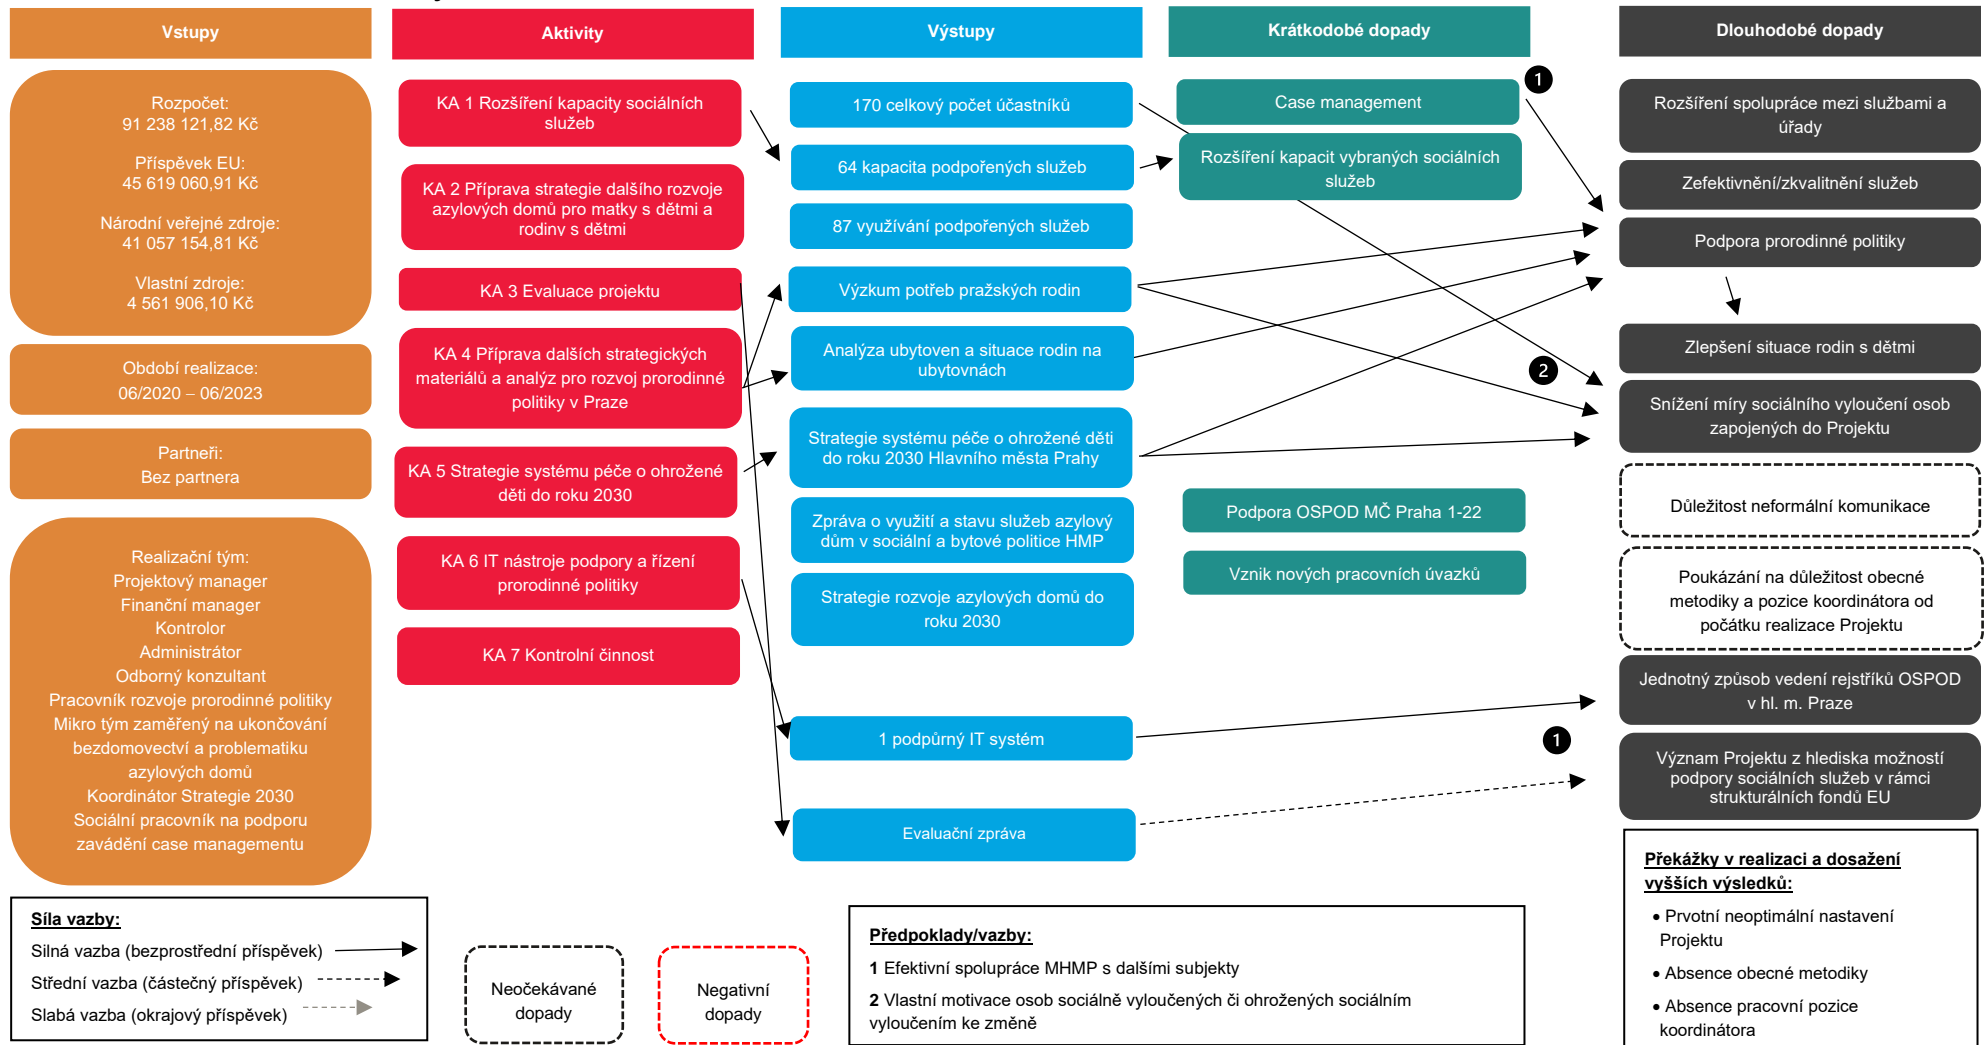 Vstupy
Aktivity
Výstupy
Krátkodobé dopady
Dlouhodobé dopady
Rozpočet:
91 238 121,82 Kč
Příspěvek EU:
45 619 060,91 Kč
Národní veřejné zdroje:
41 057 154,81 Kč
Vlastní zdroje:
4 561 906,10 Kč
Období realizace:
06/2020 – 06/2023
Partneři:
Bez partnera
Realizační tým:
Projektový manager
Finanční manager
Kontrolor
Administrátor
Odborný konzultant
Pracovník rozvoje prorodinné politiky
Mikro tým zaměřený na ukončování
bezdomovectví a problematiku
azylových domů
Koordinátor Strategie 2030
Sociální pracovník na podporu
zavádění case managementu
KA 1 Rozšíření kapacity sociálních
služeb
KA 2 Příprava strategie dalšího rozvoje
azylových domů pro matky s dětmi a
rodiny s dětmi
KA 3 Evaluace projektu
KA 4 Příprava dalších strategických
materiálů a analýz pro rozvoj prorodinné
politiky v Praze
KA 5 Strategie systému péče o ohrožené
děti do roku 2030
KA 6 IT nástroje podpory a řízení
prorodinné politiky
KA 7 Kontrolní činnost
170 celkový počet účastníků
64 kapacita podpořených služeb
87 využívání podpořených služeb
Výzkum potřeb pražských rodin
Analýza ubytoven a situace rodin na
ubytovnách
Strategie systému péče o ohrožené děti
do roku 2030 Hlavního města Prahy
Zpráva o využití a stavu služeb azylový
dům v sociální a bytové politice HMP
Strategie rozvoje azylových domů do
roku 2030
1 podpůrný IT systém
Evaluační zpráva
Case management
Rozšíření kapacit vybraných sociálních
služeb
Podpora OSPOD MČ Praha 1-22
Vznik nových pracovních úvazků
1
2
1
Rozšíření spolupráce mezi službami a
úřady
Zefektivnění/zkvalitnění služeb
Podpora prorodinné politiky
Zlepšení situace rodin s dětmi
Snížení míry sociálního vyloučení osob
zapojených do Projektu
Důležitost neformální komunikace
Poukázání na důležitost obecné
metodiky a pozice koordinátora od
počátku realizace Projektu
Jednotný způsob vedení rejstříků OSPOD
v hl. m. Praze
Význam Projektu z hlediska možností
podpory sociálních služeb v rámci
strukturálních fondů EU
Síla vazby:
Silná vazba (bezprostřední příspěvek)
Střední vazba (částečný příspěvek)
Slabá vazba (okrajový příspěvek)
Neočekávané
dopady
Negativní
dopady
Předpoklady/vazby:
1 Efektivní spolupráce MHMP s dalšími subjekty
2 Vlastní motivace osob sociálně vyloučených či ohrožených sociálním
vyloučením ke změně
Překážky v realizaci a dosažení
vyšších výsledků:
• Prvotní neoptimální nastavení
Projektu
• Absence obecné metodiky
• Absence pracovní pozice
koordinátora